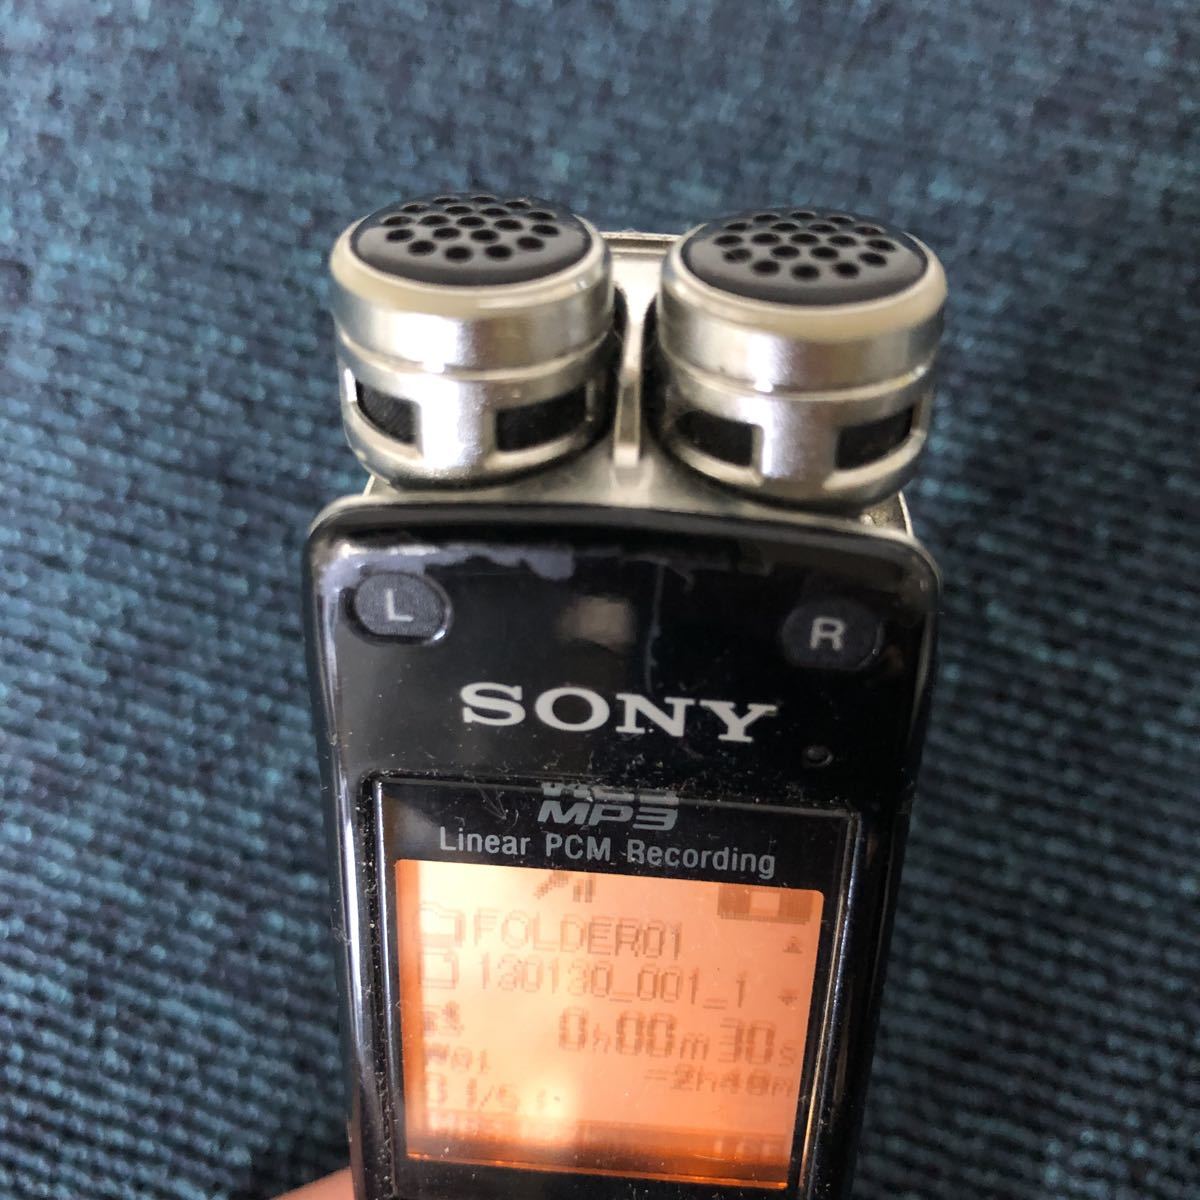 L R
SONY
MP3
Linear PCM Recording
FOLDER01
130130_001_1
0h00m30s